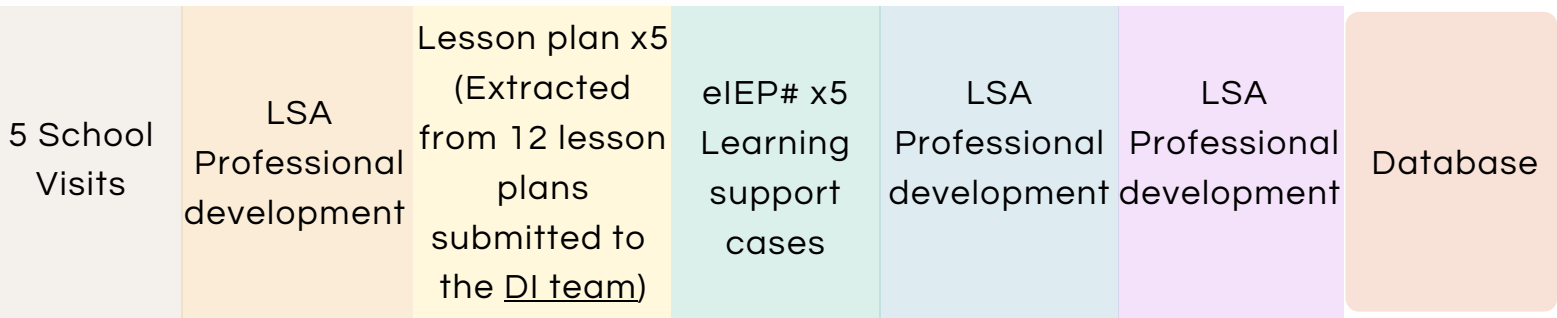 5 School
Visits
LSA
Professional
development
Lesson plan x5
(Extracted
from 12 lesson
plans
submitted to
the DI team)
eIEP# x5
Learning
support
cases
LSA
Professional
development
LSA
Professional
development
Database